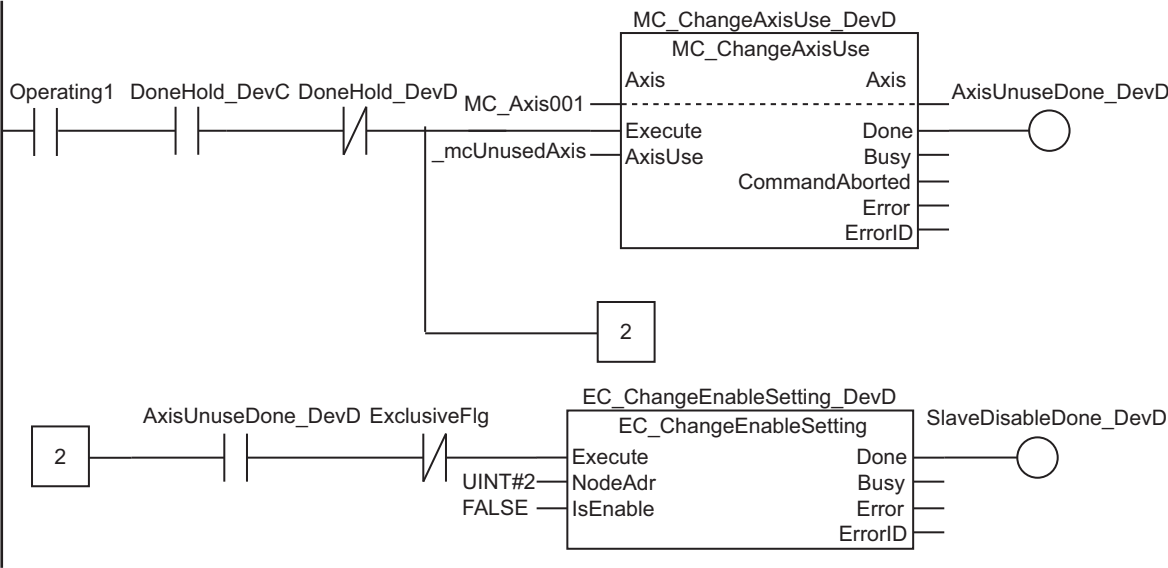 MC_ChangeAxisUse_DevD
MC_ChangeAxisUse
Operating1 DoneHold_DevC DoneHold_DevD
Axis Axis
MC_Axis001
AxisUnuseDone_DevD
Execute Done
_mcUnusedAxis AxisUse Busy
CommandAborted
Error
ErrorID
2
EC_ChangeEnableSetting_DevD
AxisUnuseDone_DevD ExclusiveFlg EC_ChangeEnableSetting SlaveDisableDone_DevD
2 Execute Done
UINT#2 NodeAdr Busy
FALSE IsEnable Error
ErrorID